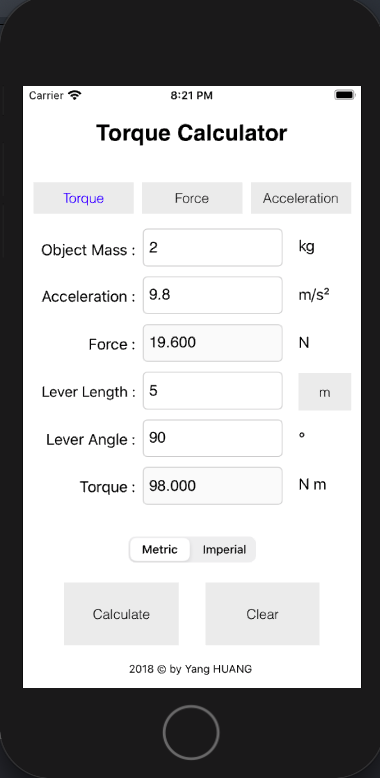 Carrier 8:21 PM
Torque Calculator
Torque Force Acceleration
Object Mass : 2 kg
Acceleration : 9.8 m/s²
Force : 19.600 N
Lever Length : 5 m
Lever Angle : 90 °
Torque : 98.000 N m
Metric Imperial
Calculate Clear
2018 © by Yang HUANG